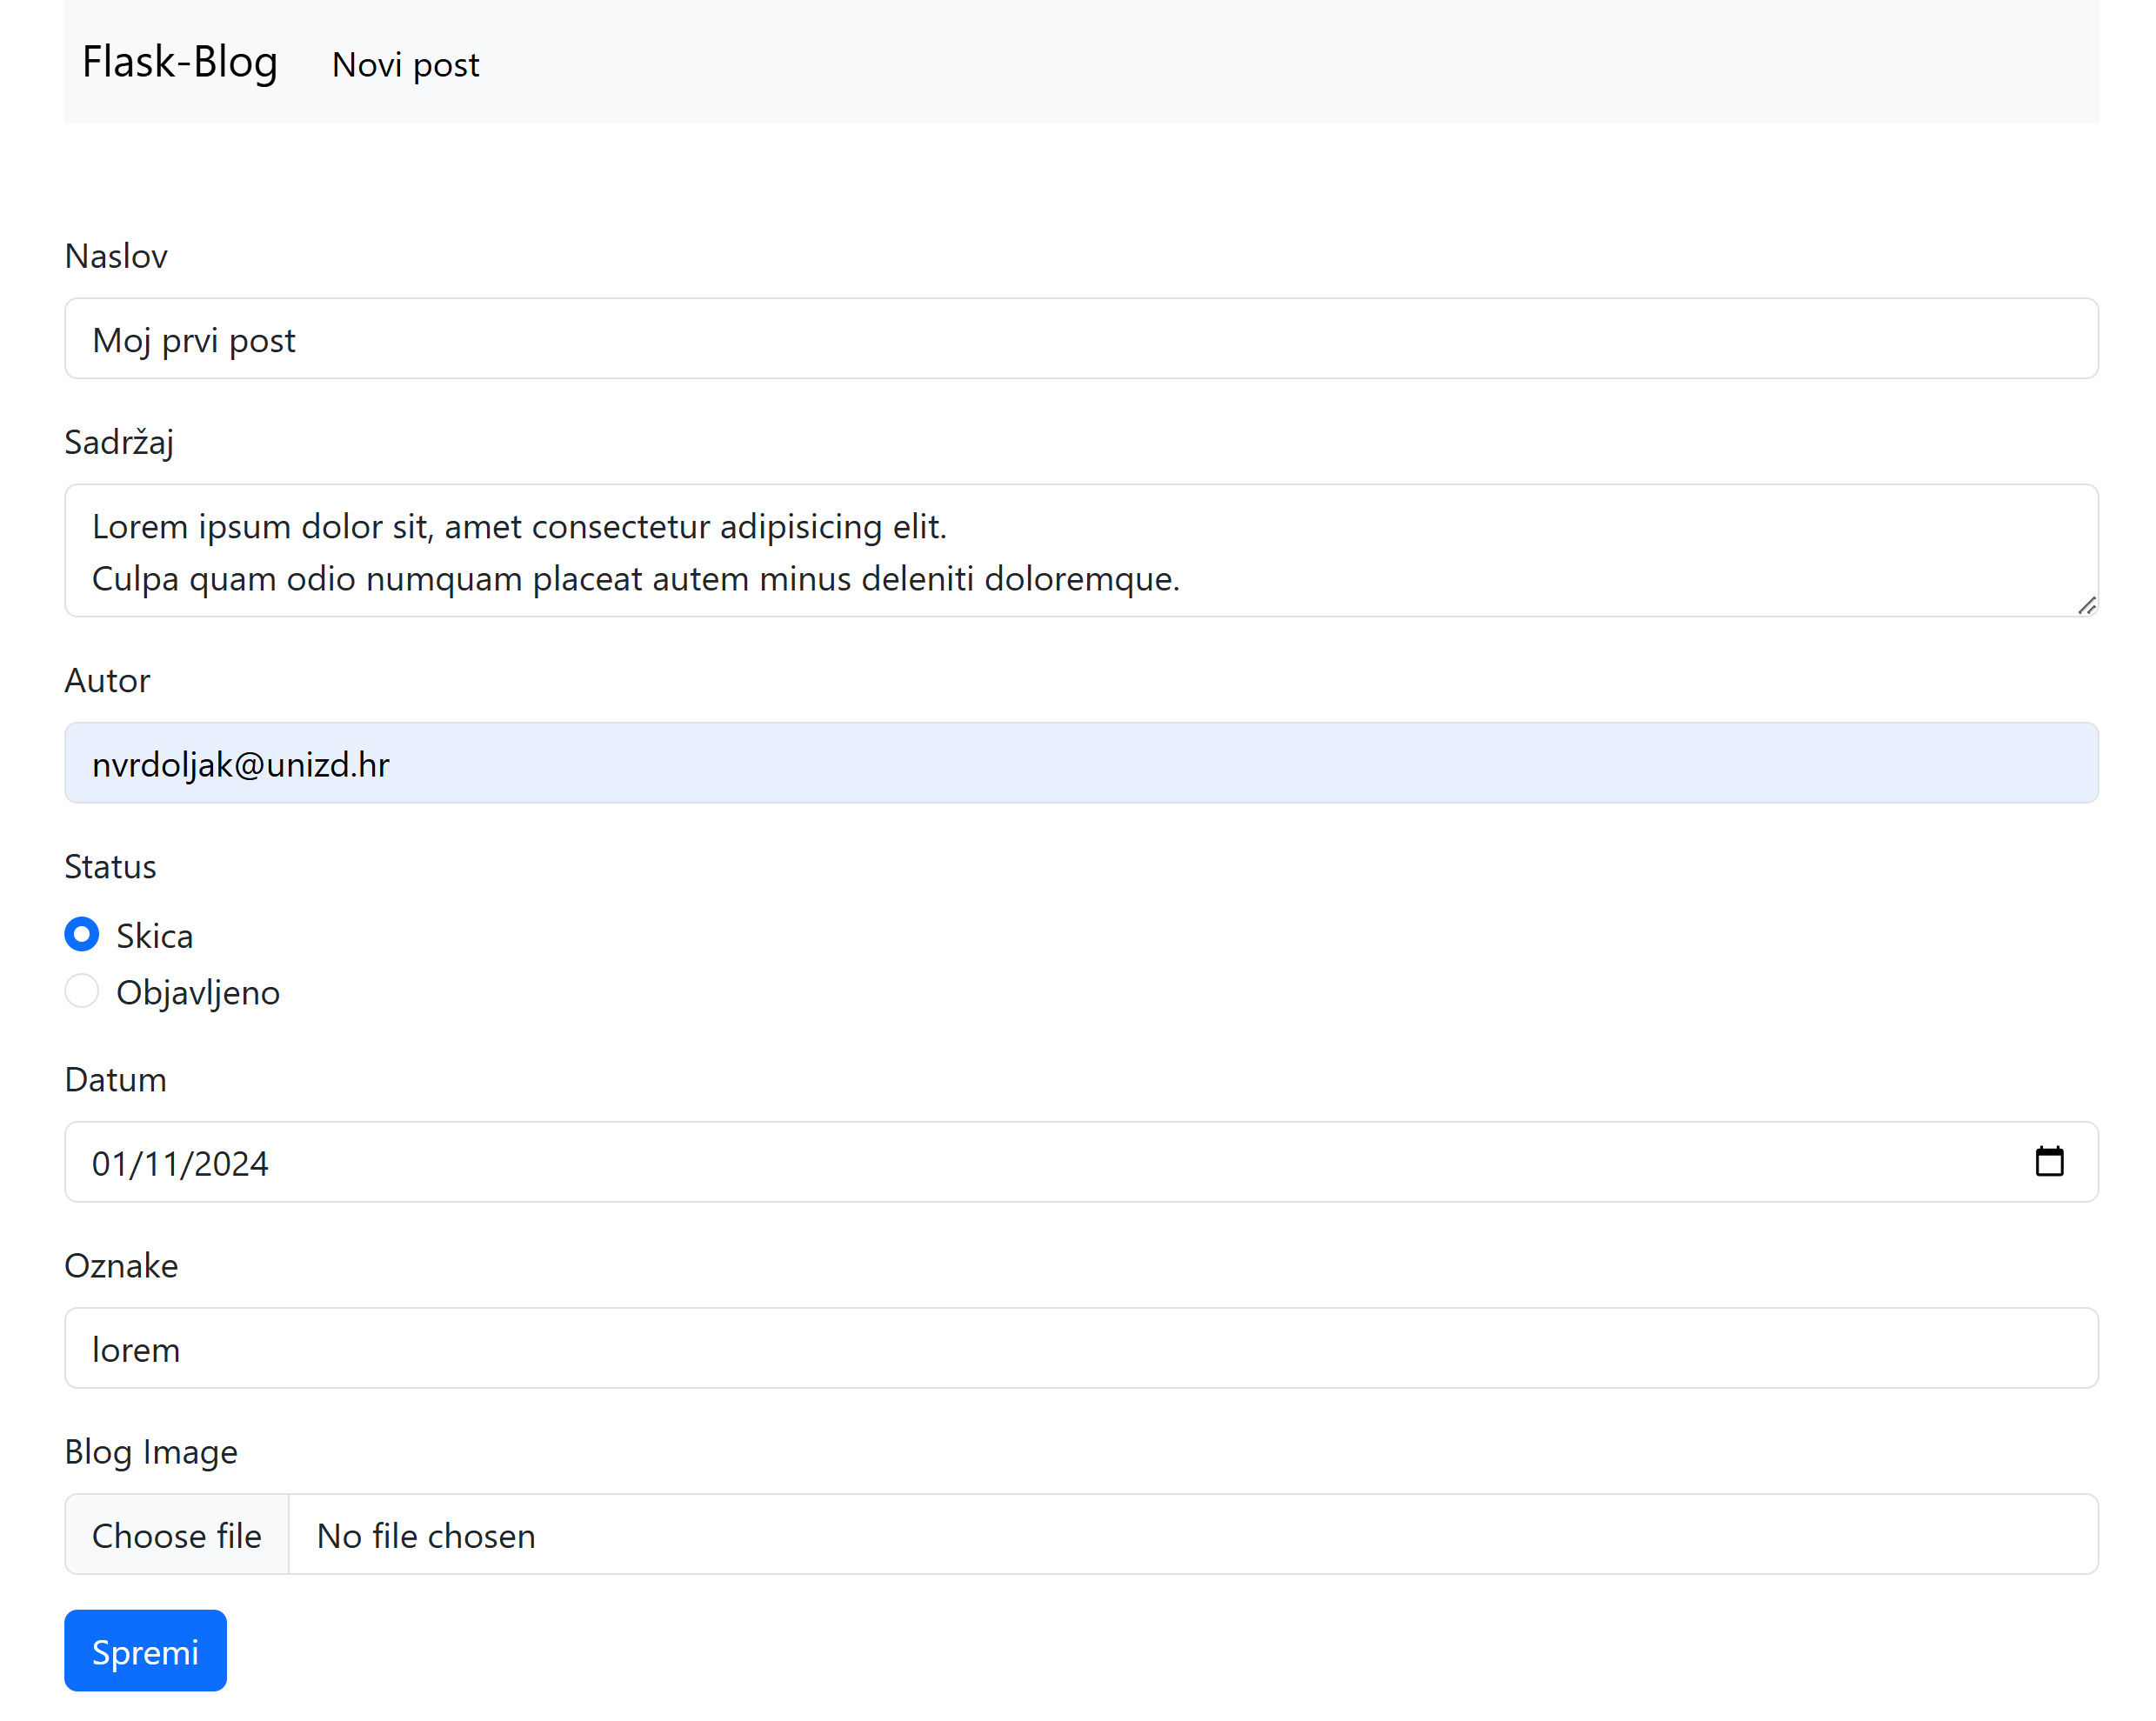 Flask-Blog Novi post
Naslov
Moj prvi post
Sadržaj
Lorem ipsum dolor sit, amet consectetur adipisicing elit.
Culpa quam odio numquam placeat autem minus deleniti doloremque.
Autor
nvrdoljak@unizd.hr
Status
Skica
Objavljeno
Datum
01/11/2024
Oznake
lorem
Blog Image
Choose file No file chosen
Spremi